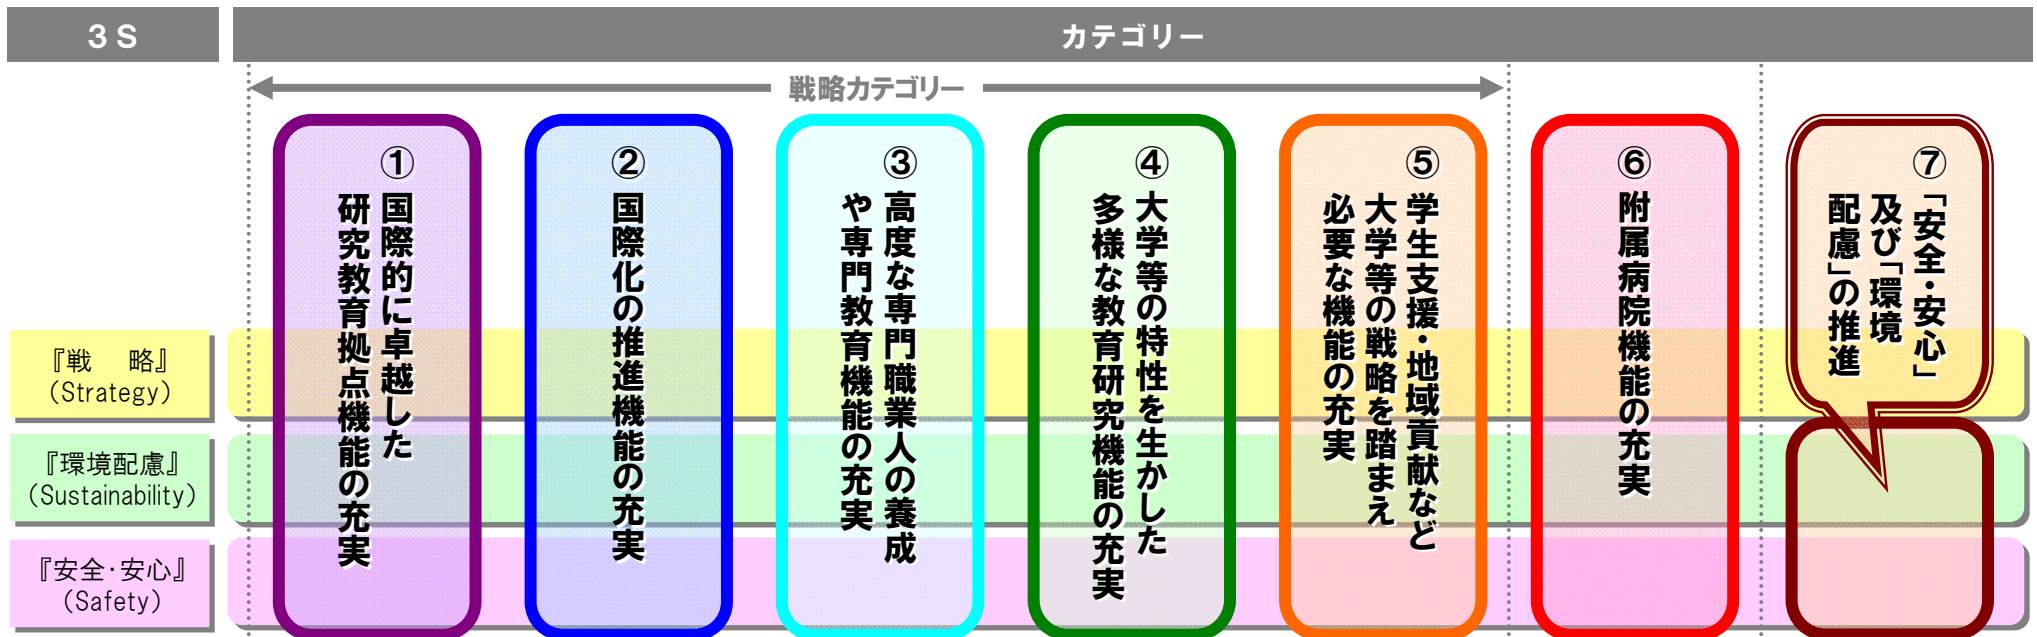 ３Ｓ
カテゴリー
戦略カテゴリー
①
国際的に卓越した
研究教育拠点機能の充実
②
国際化の推進機能の充実
③
高度な専門職業人の養成
や専門教育機能の充実
④
大学等の特性を生かした
多様な教育研究機能の充実
⑤
学生支援・地域貢献など
大学等の戦略を踏まえ
必要な機能の充実
⑥
附属病院機能の充実
⑦
「安全・安心」
及び「環境
配慮」の推進
『戦　略』
（Strategy）
『環境配慮』
（Sustainability）
『安全・安心』
（Safety）